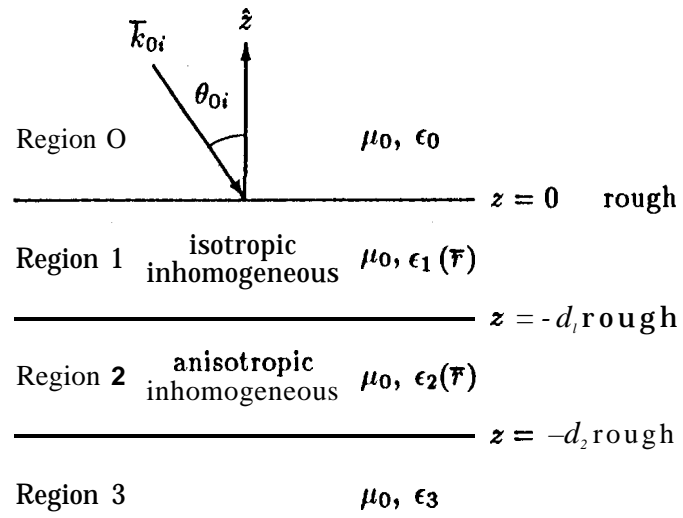 ẑ
k̅₀ᵢ
θ₀ᵢ
Region O μ₀, ϵ₀
z = 0 rough
Region 1 isotropic inhomogeneous μ₀, ϵ₁(r̅)
z = -d₁ rough
Region 2 anisotropic inhomogeneous μ₀, ϵ₂(r̅)
z = −d₂ rough
Region 3 μ₀, ϵ₃